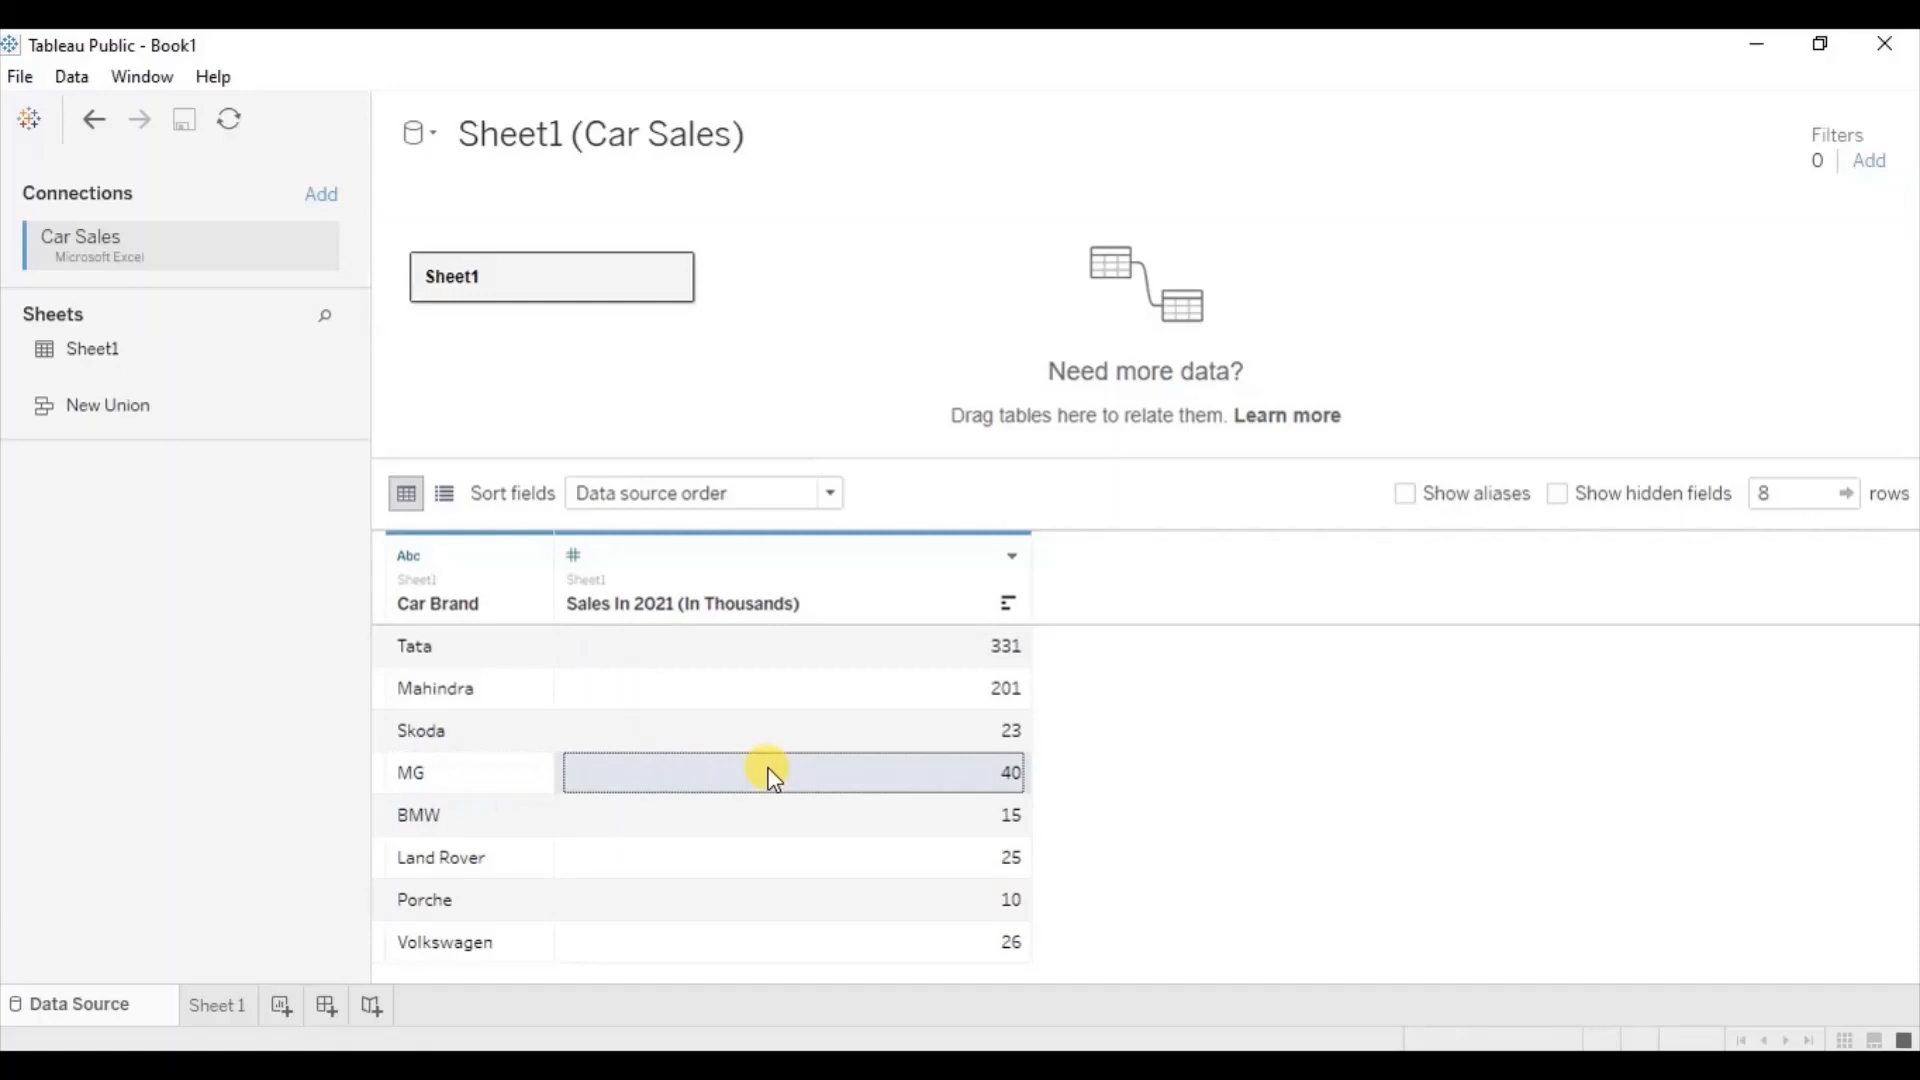 Tableau Public - Book1
File Data Window Help
Connections Add
Car Sales
Microsoft Excel
Sheets
Sheet1
New Union
Sheet1 (Car Sales)
Filters
0 Add
Sheet1
Need more data?
Drag tables here to relate them. Learn more
Sort fields Data source order Show aliases Show hidden fields 8 rows
Abc #
Sheet1 Sheet1
Car Brand Sales In 2021 (In Thousands)
Tata 331
Mahindra 201
Skoda 23
MG 40
BMW 15
Land Rover 25
Porche 10
Volkswagen 26
Data Source Sheet 1